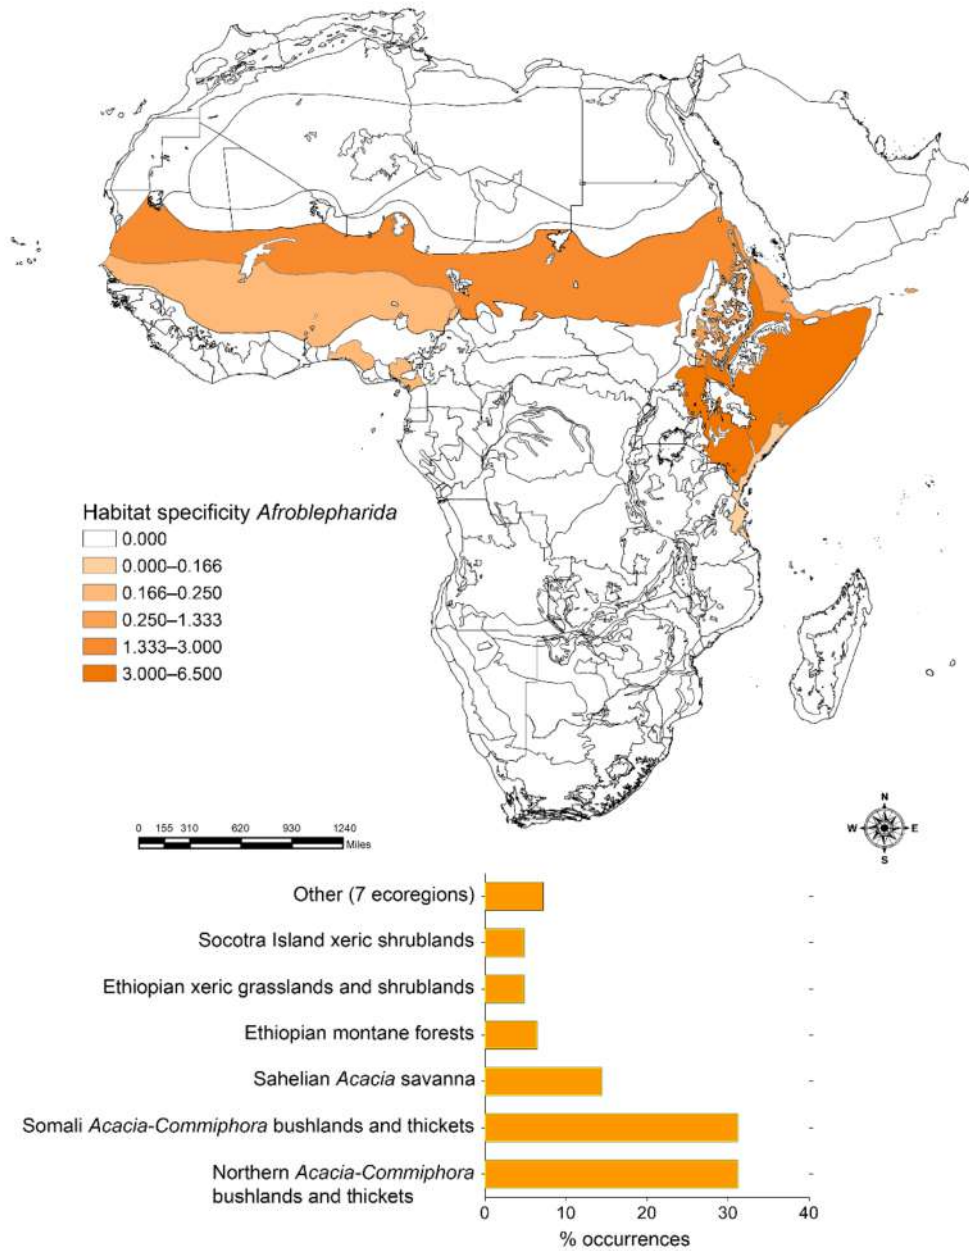 Habitat specificity Afroblepharida
0.000
0.000–0.166
0.166–0.250
0.250–1.333
1.333–3.000
3.000–6.500
N
W E
S
0 155 310 620 930 1240
Miles
Other (7 ecoregions)
Socotra Island xeric shrublands
Ethiopian xeric grasslands and shrublands
Ethiopian montane forests
Sahelian Acacia savanna
Somali Acacia-Commiphora bushlands and thickets
Northern Acacia-Commiphora
bushlands and thickets
0 10 20 30 40
% occurrences